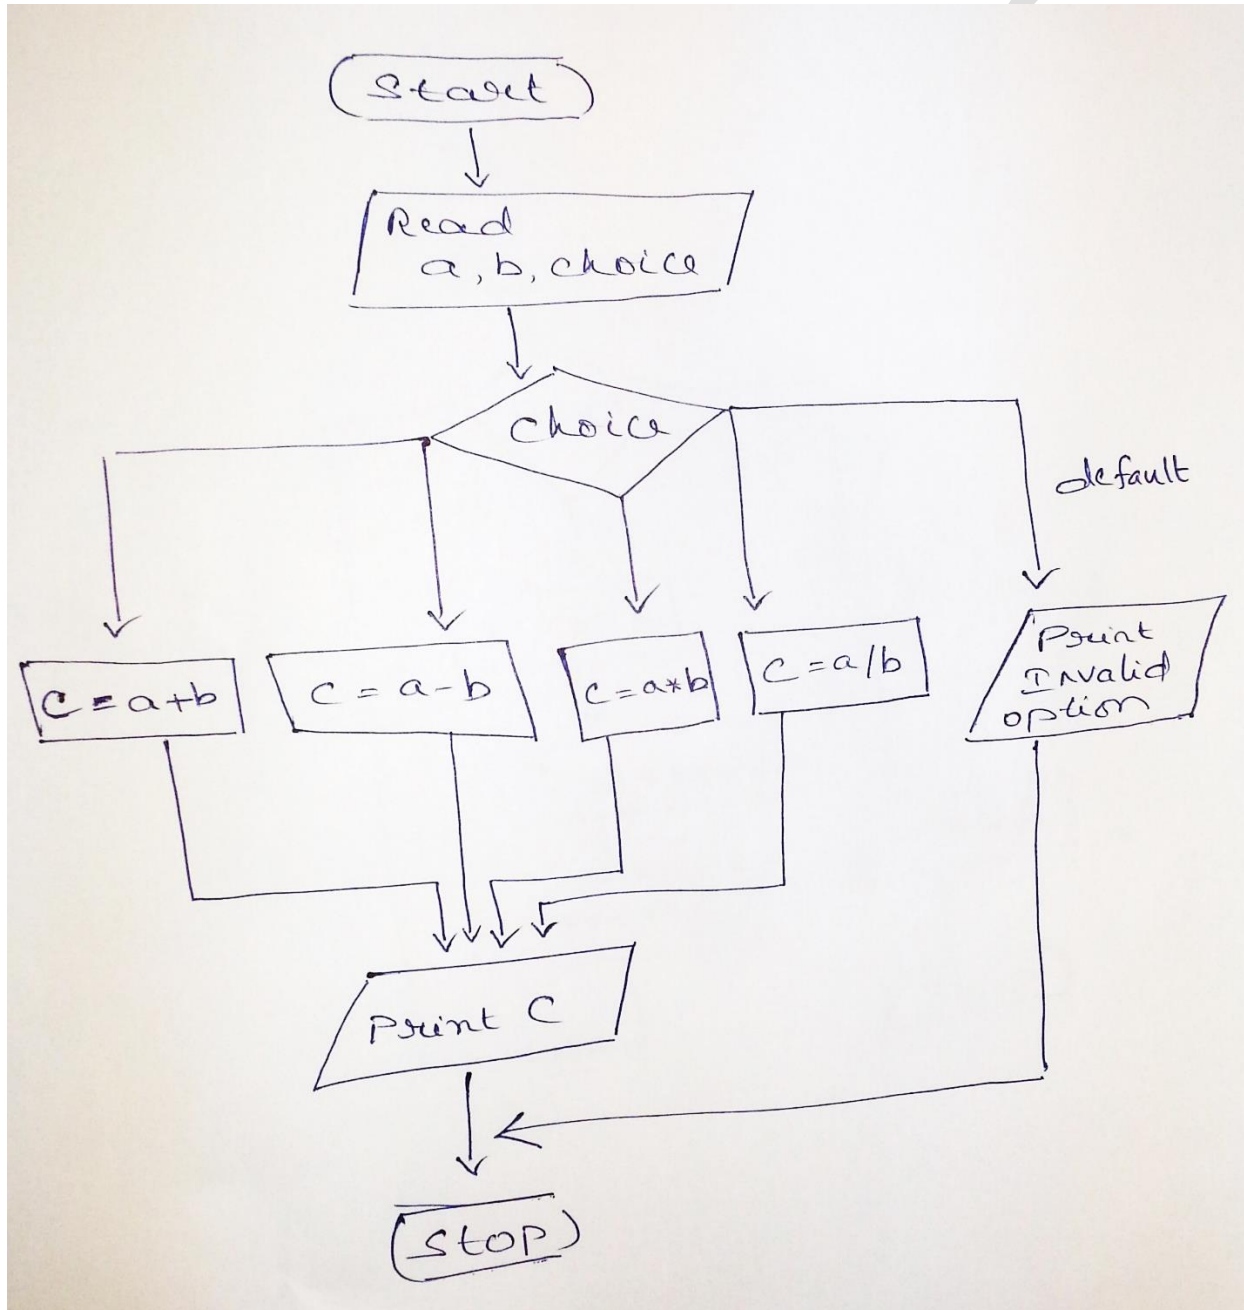 Start
Read
a, b, choice
choice
default
C = a+b
C = a-b
C = a*b
C = a/b
Print
Invalid
option
Print C
Stop